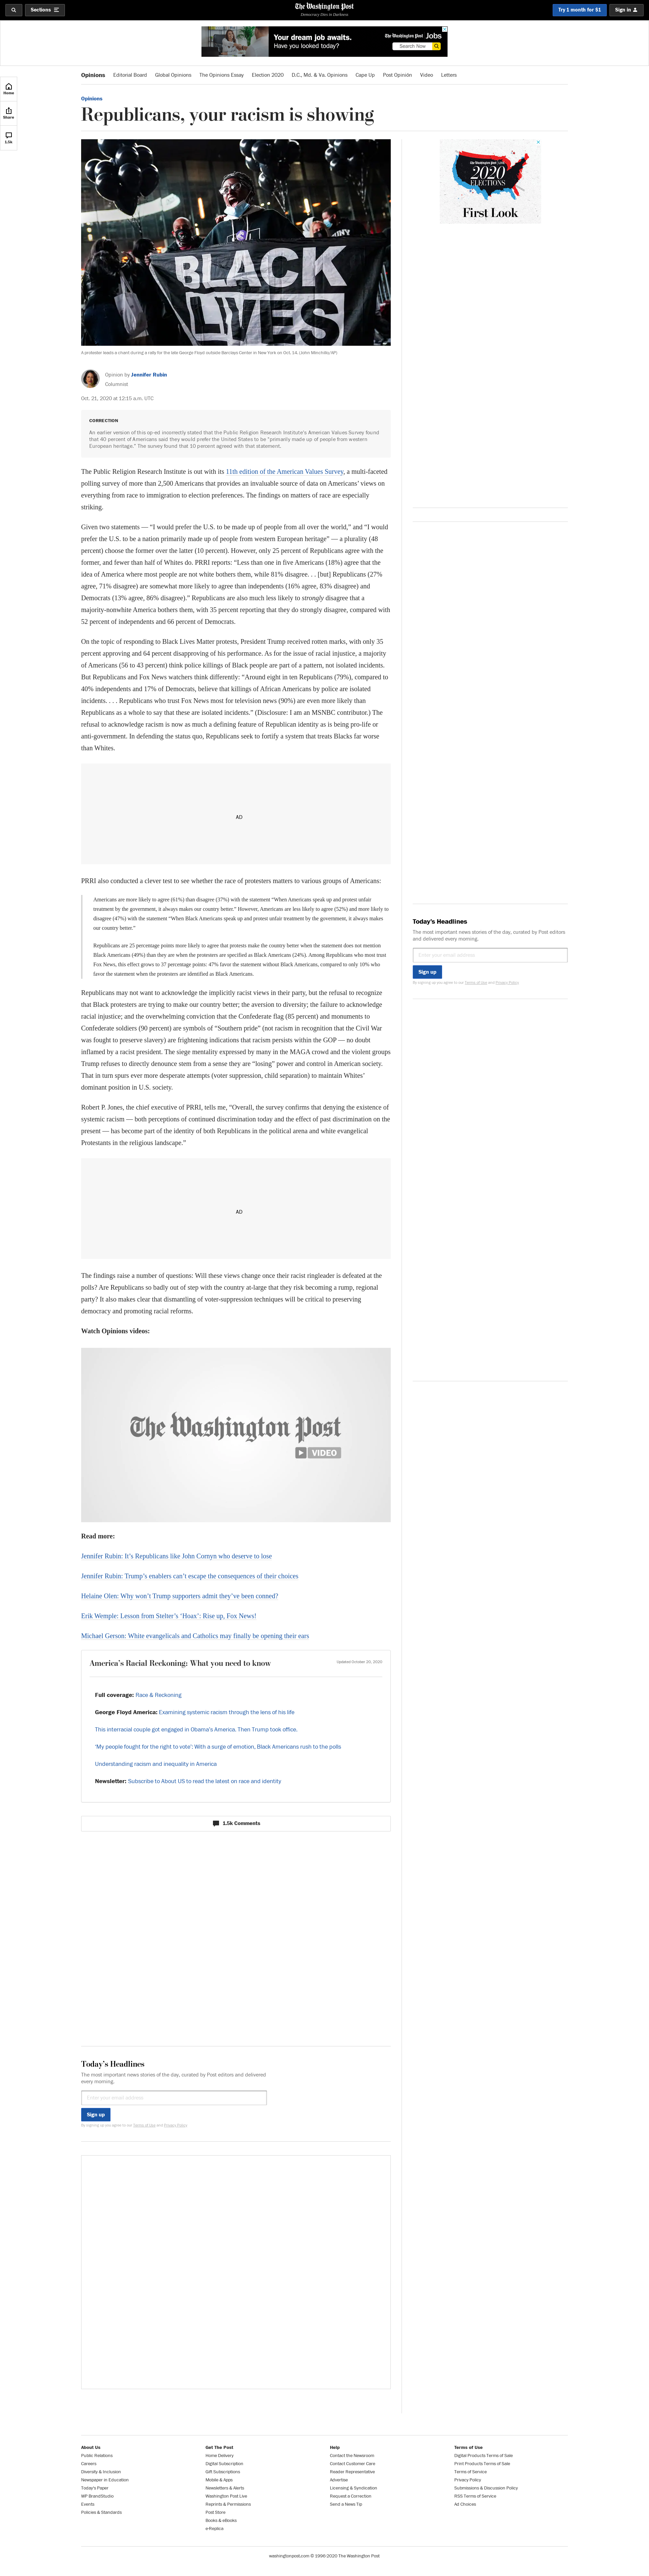 Sections
The Washington Post
Democracy Dies in Darkness
Try 1 month for $1
Sign in
Your dream job awaits.
Have you looked today?
The Washington Post Jobs
Search Now
Home
Share
1.5k
Opinions
Editorial Board
Global Opinions
The Opinions Essay
Election 2020
D.C., Md. & Va. Opinions
Cape Up
Post Opinión
Video
Letters
Opinions
Republicans, your racism is showing
BLACK
LIVES
The Washington Post
2020
ELECTIONS
First Look
A protester leads a chant during a rally for the late George Floyd outside Barclays Center in New York on Oct. 14. (John Minchillo/AP)
Opinion by Jennifer Rubin
Columnist
Oct. 21, 2020 at 12:15 a.m. UTC
CORRECTION
An earlier version of this op-ed incorrectly stated that the Public Religion Research Institute's American Values Survey found
that 40 percent of Americans said they would prefer the United States to be "primarily made up of people from western
European heritage." The survey found that 10 percent agreed with that statement.
The Public Religion Research Institute is out with its 11th edition of the American Values Survey, a multi-faceted
polling survey of more than 2,500 Americans that provides an invaluable source of data on Americans' views on
everything from race to immigration to election preferences. The findings on matters of race are especially
striking.
Given two statements — “I would prefer the U.S. to be made up of people from all over the world,” and “I would
prefer the U.S. to be a nation primarily made up of people from western European heritage” — a plurality (48
percent) choose the former over the latter (10 percent). However, only 25 percent of Republicans agree with the
former, and fewer than half of Whites do. PRRI reports: “Less than one in five Americans (18%) agree that the
idea of America where most people are not white bothers them, while 81% disagree. . . [but] Republicans (27%
agree, 71% disagree) are somewhat more likely to agree than independents (16% agree, 83% disagree) and
Democrats (13% agree, 86% disagree).” Republicans are also much less likely to strongly disagree that a
majority-nonwhite America bothers them, with 35 percent reporting that they do strongly disagree, compared with
52 percent of independents and 66 percent of Democrats.
On the topic of responding to Black Lives Matter protests, President Trump received rotten marks, with only 35
percent approving and 64 percent disapproving of his performance. As for the issue of racial injustice, a majority
of Americans (56 to 43 percent) think police killings of Black people are part of a pattern, not isolated incidents.
But Republicans and Fox News watchers think differently: “Around eight in ten Republicans (79%), compared to
40% independents and 17% of Democrats, believe that killings of African Americans by police are isolated
incidents. . . . Republicans who trust Fox News most for television news (90%) are even more likely than
Republicans as a whole to say that these are isolated incidents.” (Disclosure: I am an MSNBC contributor.) The
refusal to acknowledge racism is now as much a defining feature of Republican identity as is being pro-life or
anti-government. In defending the status quo, Republicans seek to fortify a system that treats Blacks far worse
than Whites.
AD
PRRI also conducted a clever test to see whether the race of protesters matters to various groups of Americans:
Americans are more likely to agree (61%) than disagree (37%) with the statement “When Americans speak up and protest unfair
treatment by the government, it always makes our country better.” However, Americans are less likely to agree (52%) and more likely to
disagree (47%) with the statement “When Black Americans speak up and protest unfair treatment by the government, it always makes
our country better.”
Republicans are 25 percentage points more likely to agree that protests make the country better when the statement does not mention
Black Americans (49%) than they are when the protesters are specified as Black Americans (24%). Among Republicans who most trust
Fox News, this effect grows to 37 percentage points: 47% favor the statement without Black Americans, compared to only 10% who
favor the statement when the protesters are identified as Black Americans.
Republicans may not want to acknowledge the implicitly racist views in their party, but the refusal to recognize
that Black protesters are trying to make our country better; the aversion to diversity; the failure to acknowledge
racial injustice; and the overwhelming conviction that the Confederate flag (85 percent) and monuments to
Confederate soldiers (90 percent) are symbols of “Southern pride” (not racism in recognition that the Civil War
was fought to preserve slavery) are frightening indications that racism persists within the GOP — no doubt
inflamed by a racist president. The siege mentality expressed by many in the MAGA crowd and the violent groups
Trump refuses to directly denounce stem from a sense they are “losing” power and control in American society.
That in turn spurs ever more desperate attempts (voter suppression, child separation) to maintain Whites’
dominant position in U.S. society.
Robert P. Jones, the chief executive of PRRI, tells me, “Overall, the survey confirms that denying the existence of
systemic racism — both perceptions of continued discrimination today and the effect of past discrimination on the
present — has become part of the identity of both Republicans in the political arena and white evangelical
Protestants in the religious landscape.”
AD
The findings raise a number of questions: Will these views change once their racist ringleader is defeated at the
polls? Are Republicans so badly out of step with the country at-large that they risk becoming a rump, regional
party? It also makes clear that dismantling of voter-suppression techniques will be critical to preserving
democracy and promoting racial reforms.
Watch Opinions videos:
The Washington Post
VIDEO
Read more:
Jennifer Rubin: It’s Republicans like John Cornyn who deserve to lose
Jennifer Rubin: Trump’s enablers can’t escape the consequences of their choices
Helaine Olen: Why won’t Trump supporters admit they’ve been conned?
Erik Wemple: Lesson from Stelter’s ‘Hoax’: Rise up, Fox News!
Michael Gerson: White evangelicals and Catholics may finally be opening their ears
America’s Racial Reckoning: What you need to know
Updated October 20, 2020
Full coverage: Race & Reckoning
George Floyd America: Examining systemic racism through the lens of his life
This interracial couple got engaged in Obama’s America. Then Trump took office.
‘My people fought for the right to vote’: With a surge of emotion, Black Americans rush to the polls
Understanding racism and inequality in America
Newsletter: Subscribe to About US to read the latest on race and identity
1.5k Comments
Today’s Headlines
The most important news stories of the day, curated by Post editors
and delivered every morning.
Enter your email address
Sign up
By signing up you agree to our Terms of Use and Privacy Policy
Today’s Headlines
The most important news stories of the day, curated by Post editors and delivered
every morning.
Enter your email address
Sign up
By signing up you agree to our Terms of Use and Privacy Policy
About Us
Public Relations
Careers
Diversity & Inclusion
Newspaper in Education
Today's Paper
WP BrandStudio
Events
Policies & Standards
Get The Post
Home Delivery
Digital Subscription
Gift Subscriptions
Mobile & Apps
Newsletters & Alerts
Washington Post Live
Reprints & Permissions
Post Store
Books & eBooks
e-Replica
Help
Contact the Newsroom
Contact Customer Care
Reader Representative
Advertise
Licensing & Syndication
Request a Correction
Send a News Tip
Terms of Use
Digital Products Terms of Sale
Print Products Terms of Sale
Terms of Service
Privacy Policy
Submissions & Discussion Policy
RSS Terms of Service
Ad Choices
washingtonpost.com © 1996-2020 The Washington Post